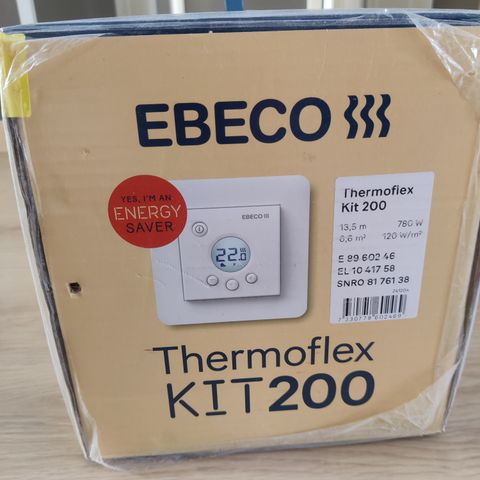 EBECO
YES, I'M AN
ENERGY
SAVER
EBECO
22.0
Thermoflex
Kit 200
13,5 m 780 W
6,6 m² 120 W/m²
E 89 602 46
EL 10 417 58
SNRO 81 761 38
Thermoflex
KIT200